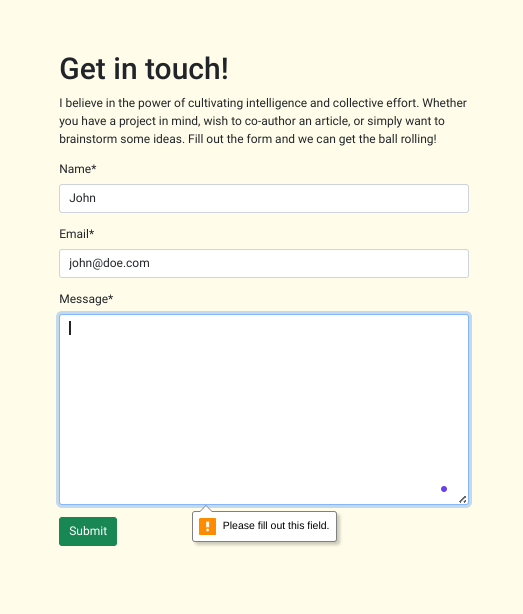 Get in touch!
I believe in the power of cultivating intelligence and collective effort. Whether
you have a project in mind, wish to co-author an article, or simply want to
brainstorm some ideas. Fill out the form and we can get the ball rolling!
Name*
John
Email*
john@doe.com
Message*
Submit
Please fill out this field.